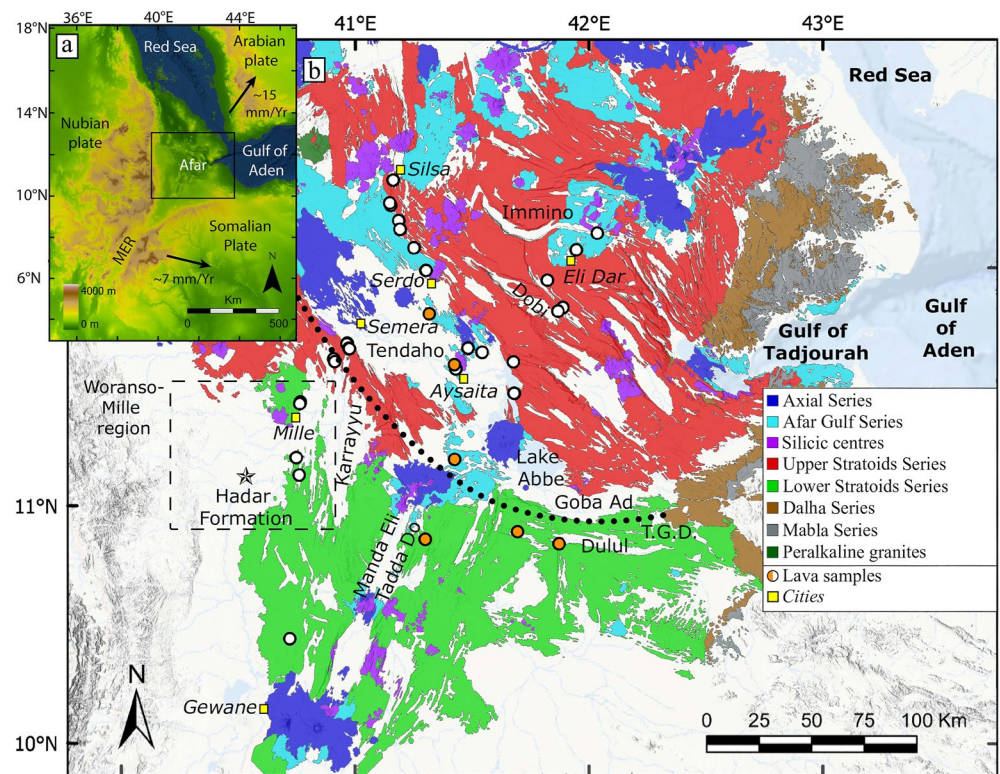 36°E
40°E
44°E
41°E
42°E
43°E
18°N
14°N
10°N
6°N
a
Red Sea
Arabian
plate
~15
mm/Yr
Nubian
plate
Afar
Gulf of
Aden
Somalian
Plate
MER
~7 mm/Yr
N
4000 m
0 m
Km
0
500
b
Red Sea
Silsa
Immino
Eli Dar
Serdo
Dobi
Semera
Tendaho
Gulf of
Tadjourah
Gulf
of
Aden
Aysaita
Woranso-
Mille
region
Mille
Karrayyu
Hadar
Formation
Lake
Abbe
Goba Ad
T.G.D.
Dulul
Manda Eli
Tadda Do
Gewane
11°N
10°N
Axial Series
Afar Gulf Series
Silicic centres
Upper Stratoids Series
Lower Stratoids Series
Dalha Series
Mabla Series
Peralkaline granites
Lava samples
Cities
N
0 25 50 75 100 Km